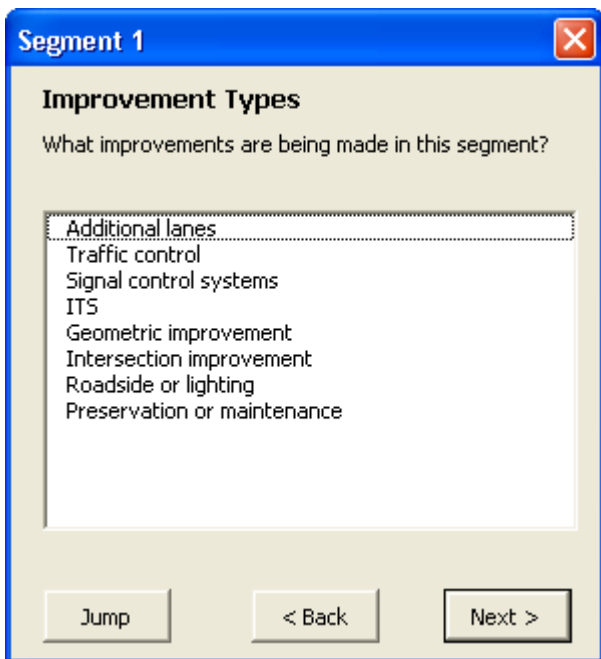 Segment 1
Improvement Types
What improvements are being made in this segment?
Additional lanes
Traffic control
Signal control systems
ITS
Geometric improvement
Intersection improvement
Roadside or lighting
Preservation or maintenance
Jump
< Back
Next >